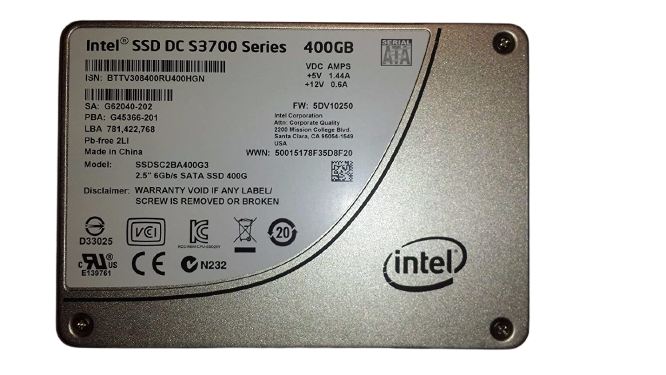 Intel® SSD DC S3700 Series 400GB
SERIAL
ATA
ISN: BTTV308400RU400HGN
VDC AMPS
+5V 1.44A
+12V 0.6A
SA: G62040-202
PBA: G45366-201
LBA 781,422,768
Pb-free 2LI
Made in China
FW: 5DV10250
Intel Corporation
Attn: Corporate Quality
2200 Mission College Blvd.
Santa Clara, CA 95054-1549
USA
WWN: 50015178F35D8F20
Model: SSDSC2BA400G3
2.5" 6Gb/s SATA SSD 400G
Disclaimer: WARRANTY VOID IF ANY LABEL/
SCREW IS REMOVED OR BROKEN
D33025
VCI
20
c RU us
E139761
CE
N232
intel